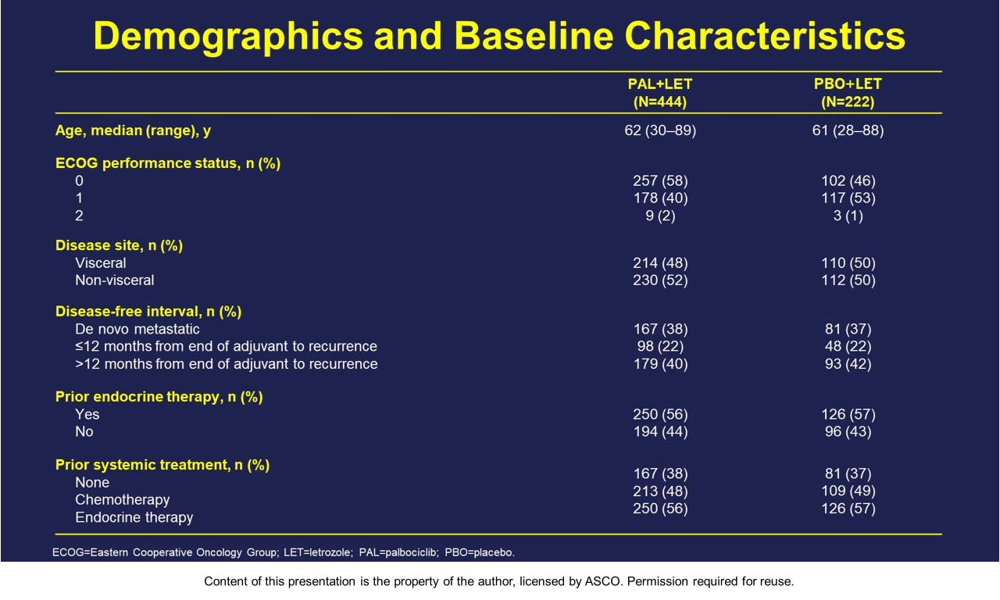 Demographics and Baseline Characteristics
PAL+LET (N=444) PBO+LET (N=222)
Age, median (range), y 62 (30–89) 61 (28–88)
ECOG performance status, n (%)
0 257 (58) 102 (46)
1 178 (40) 117 (53)
2 9 (2) 3 (1)
Disease site, n (%)
Visceral 214 (48) 110 (50)
Non-visceral 230 (52) 112 (50)
Disease-free interval, n (%)
De novo metastatic 167 (38) 81 (37)
≤12 months from end of adjuvant to recurrence 98 (22) 48 (22)
>12 months from end of adjuvant to recurrence 179 (40) 93 (42)
Prior endocrine therapy, n (%)
Yes 250 (56) 126 (57)
No 194 (44) 96 (43)
Prior systemic treatment, n (%)
None 167 (38) 81 (37)
Chemotherapy 213 (48) 109 (49)
Endocrine therapy 250 (56) 126 (57)
ECOG=Eastern Cooperative Oncology Group; LET=letrozole; PAL=palbociclib; PBO=placebo.
Content of this presentation is the property of the author, licensed by ASCO. Permission required for reuse.